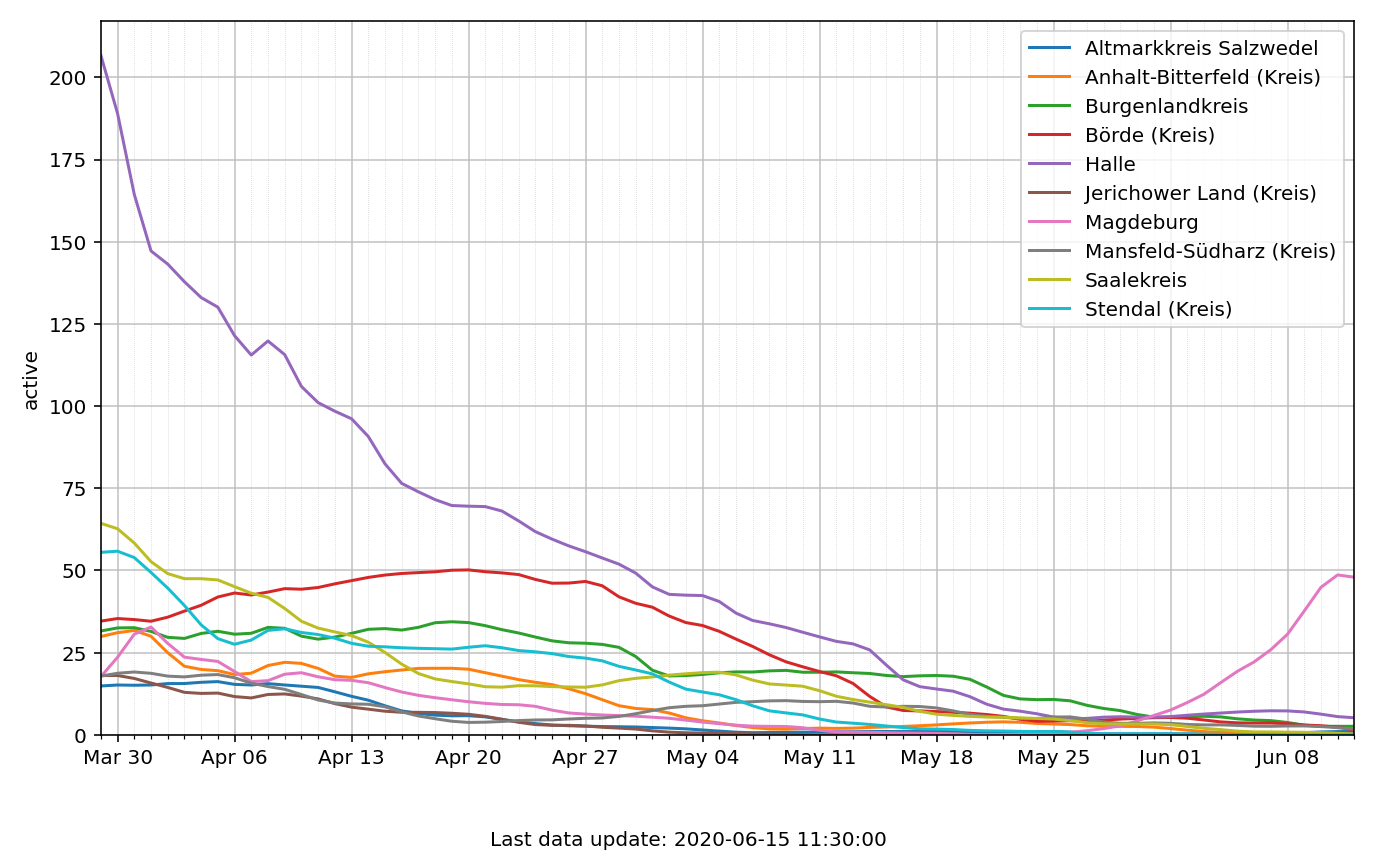 200
175
150
125
100
75
50
25
0
active
Altmarkkreis Salzwedel
Anhalt-Bitterfeld (Kreis)
Burgenlandkreis
Börde (Kreis)
Halle
Jerichower Land (Kreis)
Magdeburg
Mansfeld-Südharz (Kreis)
Saalekreis
Stendal (Kreis)
Mar 30 Apr 06 Apr 13 Apr 20 Apr 27 May 04 May 11 May 18 May 25 Jun 01 Jun 08
Last data update: 2020-06-15 11:30:00